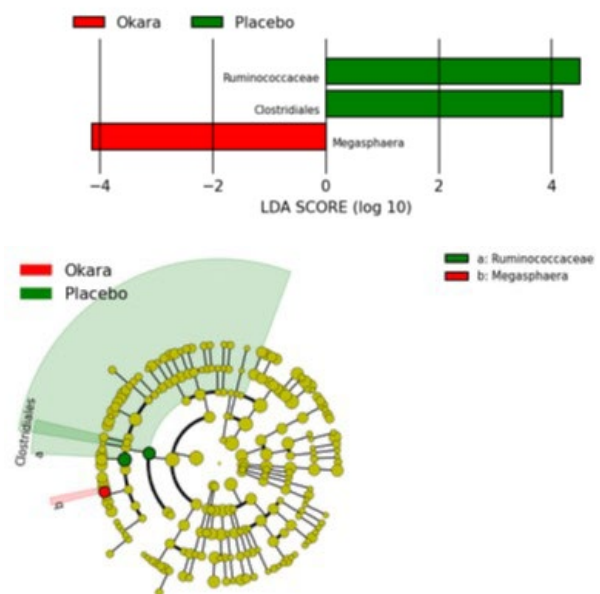 Okara Placebo
Ruminococcaceae
Clostridiales
Megasphaera
−4 −2 0 2 4
LDA SCORE (log 10)
Okara
Placebo
a: Ruminococcaceae
b: Megasphaera
Clostridiales
a
b